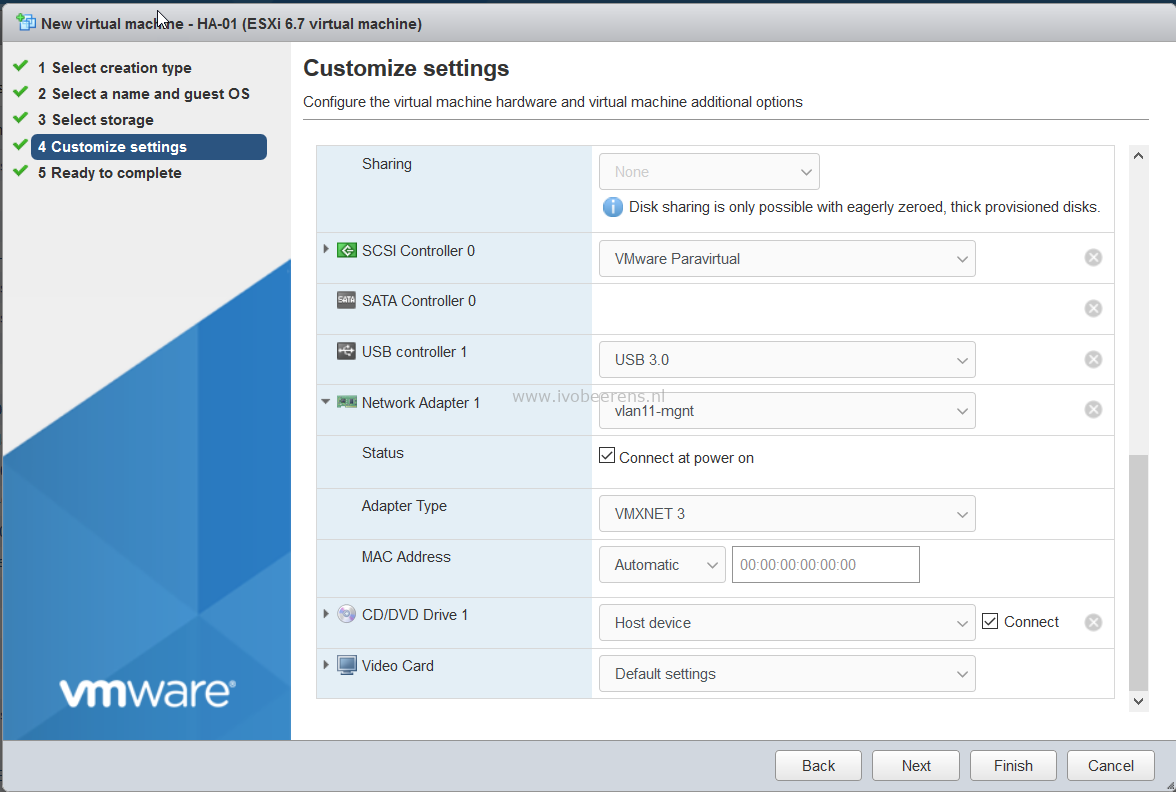 New virtual machine - HA-01 (ESXi 6.7 virtual machine)
1 Select creation type
2 Select a name and guest OS
3 Select storage
4 Customize settings
5 Ready to complete
vmware®
Customize settings
Configure the virtual machine hardware and virtual machine additional options
Sharing
None
Disk sharing is only possible with eagerly zeroed, thick provisioned disks.
SCSI Controller 0
VMware Paravirtual
SATA
SATA Controller 0
USB controller 1
USB 3.0
www.ivobeerens.nl
Network Adapter 1
vlan11-mgnt
Status
Connect at power on
Adapter Type
VMXNET 3
MAC Address
Automatic
00:00:00:00:00:00
CD/DVD Drive 1
Host device
Connect
Video Card
Default settings
Back
Next
Finish
Cancel